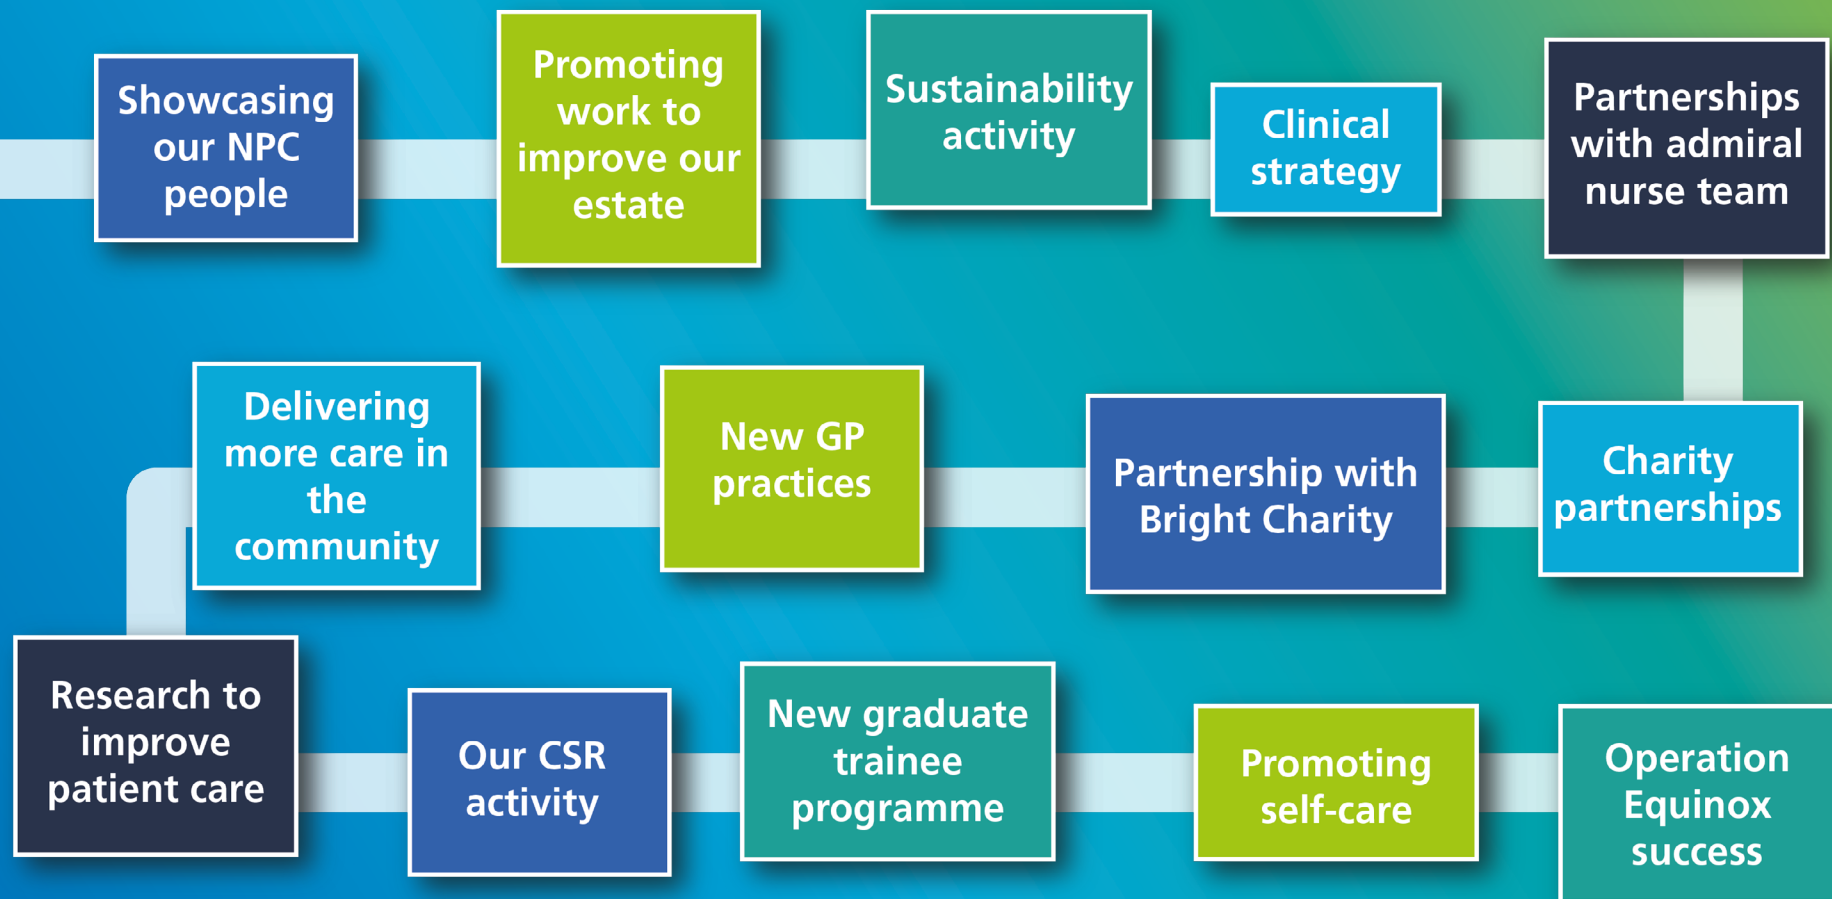 Showcasing
our NPC
people
Promoting
work to
improve our
estate
Sustainability
activity
Clinical
strategy
Partnerships
with admiral
nurse team
Delivering
more care in
the
community
New GP
practices
Partnership with
Bright Charity
Charity
partnerships
Research to
improve
patient care
Our CSR
activity
New graduate
trainee
programme
Promoting
self-care
Operation
Equinox
success